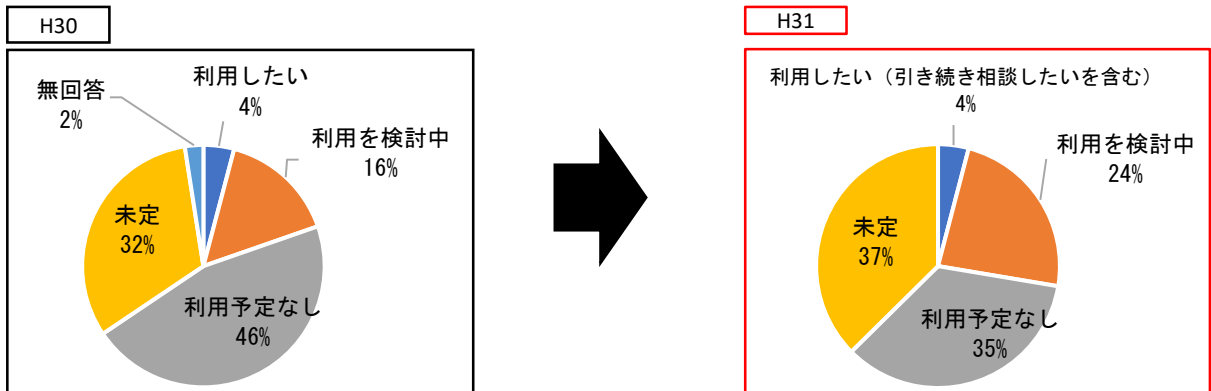 H30
無回答
2%
利用したい
4%
利用を検討中
16%
未定
32%
利用予定なし
46%
H31
利用したい（引き続き相談したいを含む）
4%
利用を検討中
24%
未定
37%
利用予定なし
35%